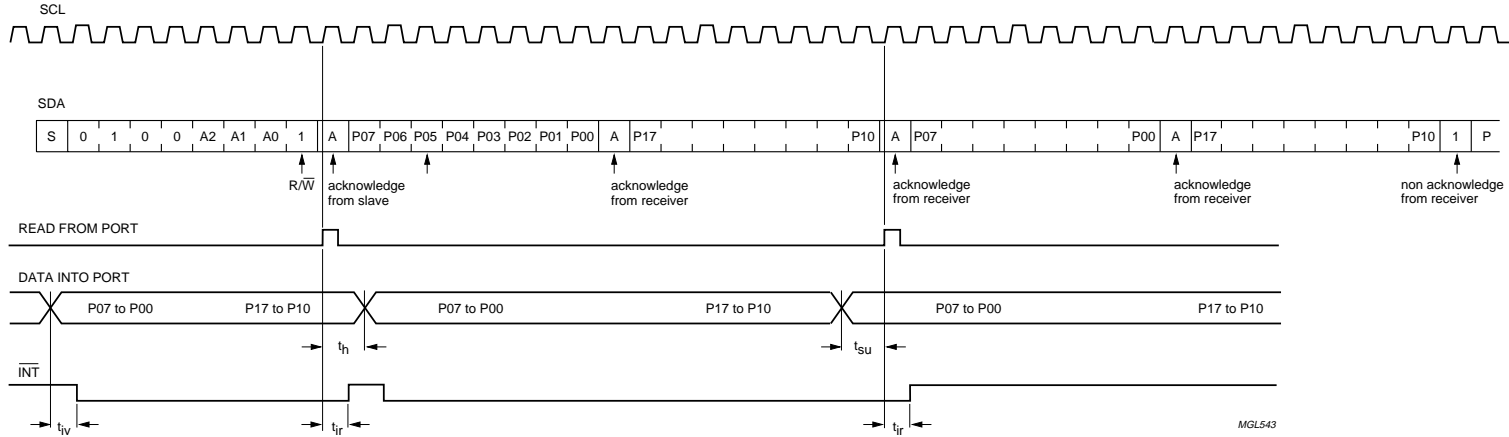 SCL
SDA
S 0 1 0 0 A2 A1 A0 1 A P07 P06 P05 P04 P03 P02 P01 P00 A P17 P10 A P07 P00 A P17 P10 1 P
R/W̅
acknowledge
from slave
acknowledge
from receiver
acknowledge
from receiver
acknowledge
from receiver
non acknowledge
from receiver
READ FROM PORT
DATA INTO PORT
P07 to P00 P17 to P10 P07 to P00 P17 to P10 P07 to P00 P17 to P10
th tsu
I̅N̅T̅
tiv tir tir
MGL543